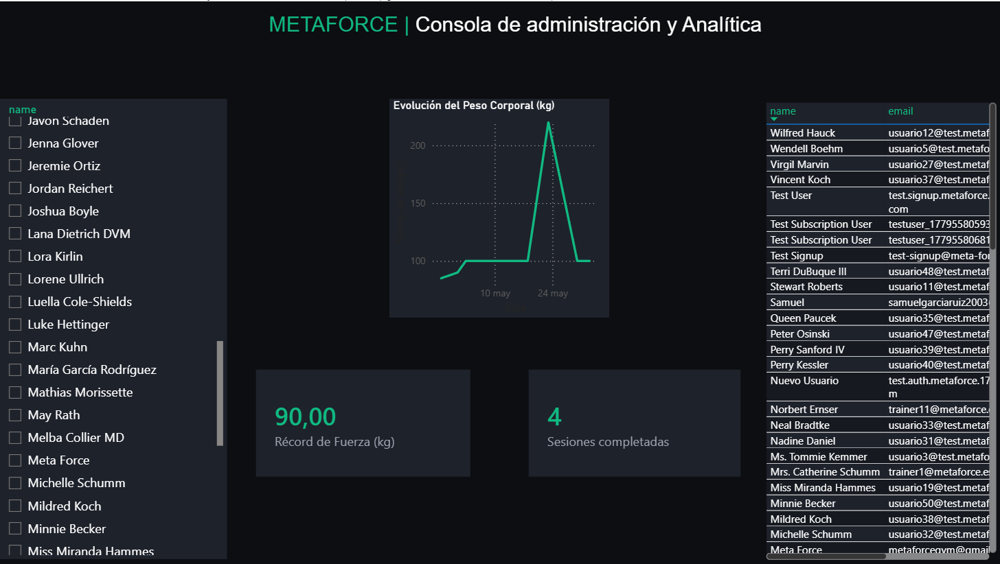 METAFORCE | Consola de administración y Analítica
name
Javon Schaden
Jenna Glover
Jeremie Ortiz
Jordan Reichert
Joshua Boyle
Lana Dietrich DVM
Lora Kirlin
Lorene Ullrich
Luella Cole-Shields
Luke Hettinger
Marc Kuhn
María García Rodríguez
Mathias Morissette
May Rath
Melba Collier MD
Meta Force
Michelle Schumm
Mildred Koch
Minnie Becker
Miss Miranda Hammes
Evolución del Peso Corporal (kg)
200
150
100
10 may
24 may
90,00
Récord de Fuerza (kg)
4
Sesiones completadas
name email
Wilfred Hauck usuario12@test.metaf
Wendell Boehm usuario5@test.metafo
Virgil Marvin usuario27@test.metaf
Vincent Koch usuario37@test.metaf
Test User test.signup.metaforce.
com
Test Subscription User testuser_17795580593
Test Subscription User testuser_17795580681
Test Signup test-signup@meta-for
Terri DuBuque III usuario48@test.metaf
Stewart Roberts usuario11@test.metaf
Samuel samuelgarciaruiz2003
Queen Paucek usuario35@test.metaf
Peter Osinski usuario47@test.metaf
Perry Sanford IV usuario39@test.metaf
Perry Kessler usuario40@test.metaf
Nuevo Usuario test.auth.metaforce.17
m
Norbert Ernser trainer11@metaforce.
Neal Bradtke usuario33@test.metaf
Nadine Daniel usuario31@test.metaf
Ms. Tommie Kemmer usuario3@test.metafo
Mrs. Catherine Schumm trainer1@metaforce.es
Miss Miranda Hammes usuario19@test.metaf
Minnie Becker usuario50@test.metaf
Mildred Koch usuario38@test.metaf
Michelle Schumm usuario32@test.metaf
Meta Force metaforcegym@gmail